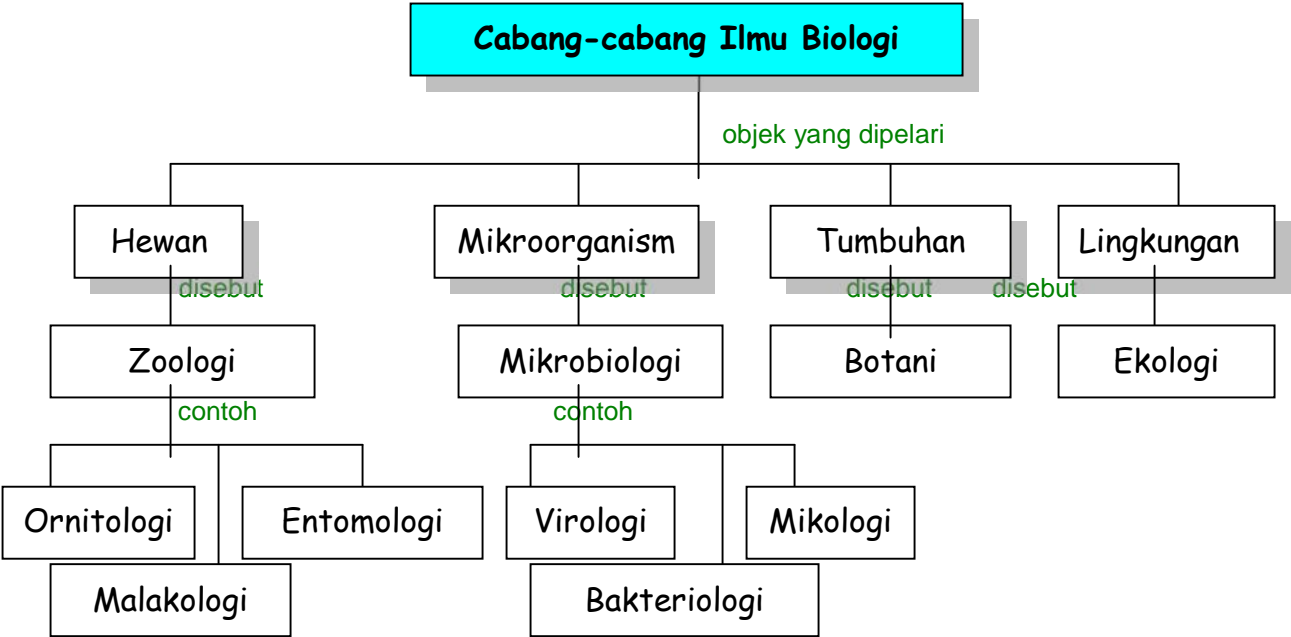 Cabang-cabang Ilmu Biologi
objek yang dipelari
Hewan
Mikroorganism
Tumbuhan
Lingkungan
disebut
disebut
disebut
disebut
Zoologi
Mikrobiologi
Botani
Ekologi
contoh
contoh
Ornitologi
Entomologi
Virologi
Mikologi
Malakologi
Bakteriologi